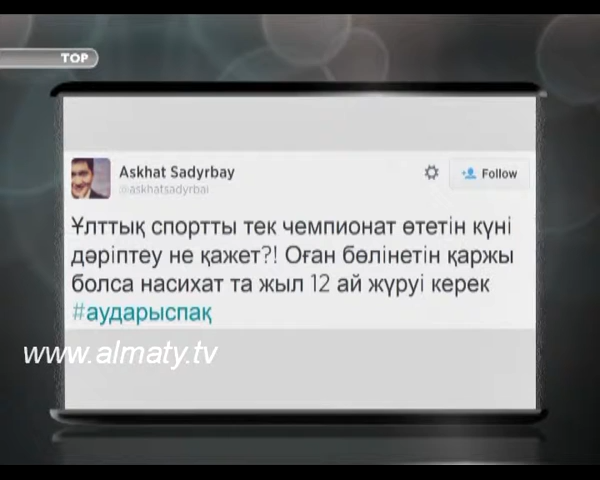 TOP
Askhat Sadyrbay
@askhatsadyrbai
Follow
Ұлттық спортты тек чемпионат өтетін күні
дәріптеу не қажет?! Оған бөлінетін қаржы
болса насихат та жыл 12 ай жүруі керек
#аударыспақ
www.almaty.tv